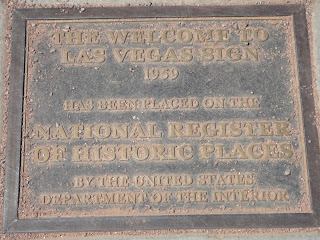 THE WELCOME TO
LAS VEGAS SIGN
1959
HAS BEEN PLACED ON THE
NATIONAL REGISTER
OF HISTORIC PLACES
BY THE UNITED STATES
DEPARTMENT OF THE INTERIOR